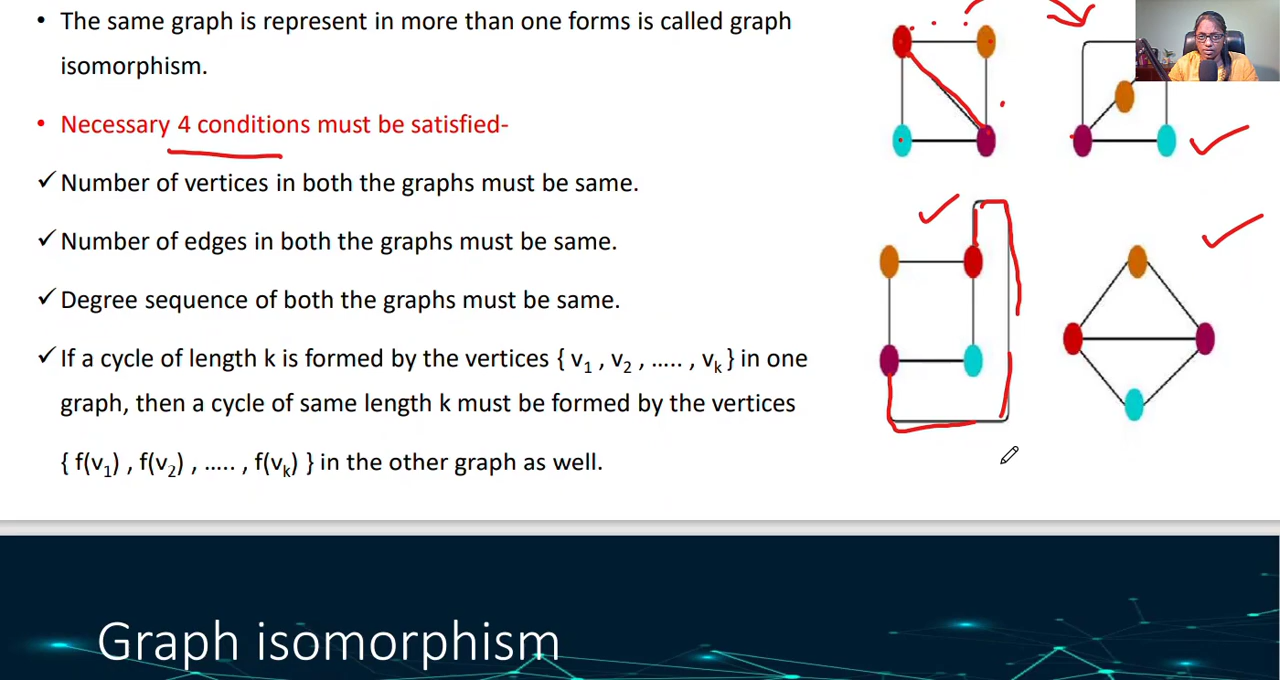 • The same graph is represent in more than one forms is called graph
isomorphism.
• Necessary 4 conditions must be satisfied-
✓ Number of vertices in both the graphs must be same.
✓ Number of edges in both the graphs must be same.
✓ Degree sequence of both the graphs must be same.
✓ If a cycle of length k is formed by the vertices { v₁ , v₂ , ..... , vₖ } in one
graph, then a cycle of same length k must be formed by the vertices
{ f(v₁) , f(v₂) , ..... , f(vₖ) } in the other graph as well.
Graph isomorphism